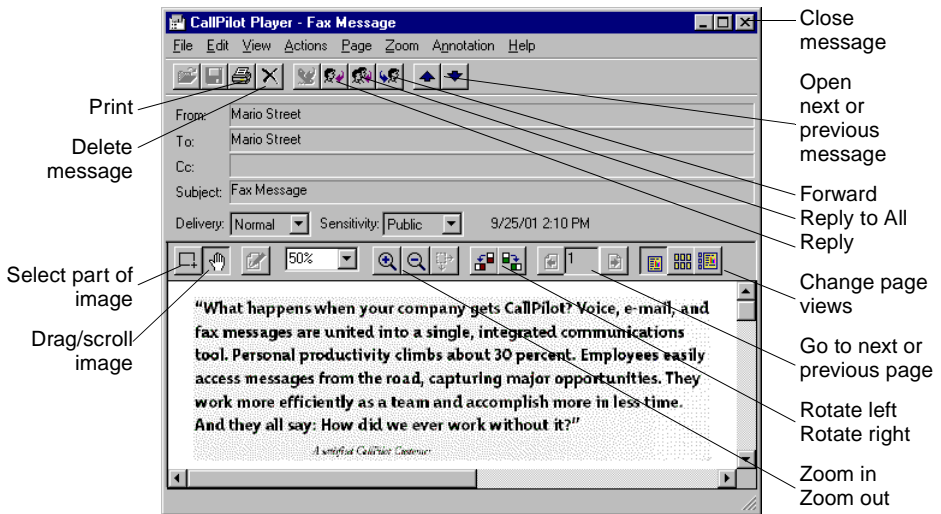 CallPilot Player - Fax Message
File Edit View Actions Page Zoom Annotation Help
From: Mario Street
To: Mario Street
Cc:
Subject: Fax Message
Delivery: Normal Sensitivity: Public 9/25/01 2:10 PM
50% 1
“What happens when your company gets CallPilot? Voice, e-mail, and
fax messages are united into a single, integrated communications
tool. Personal productivity climbs about 30 percent. Employees easily
access messages from the road, capturing major opportunities. They
work more efficiently as a team and accomplish more in less time.
And they all say: How did we ever work without it?”
A satisfied CallPilot Customer
Print
Delete
message
Select part of
image
Drag/scroll
image
Close
message
Open
next or
previous
message
Forward
Reply to All
Reply
Change page
views
Go to next or
previous page
Rotate left
Rotate right
Zoom in
Zoom out